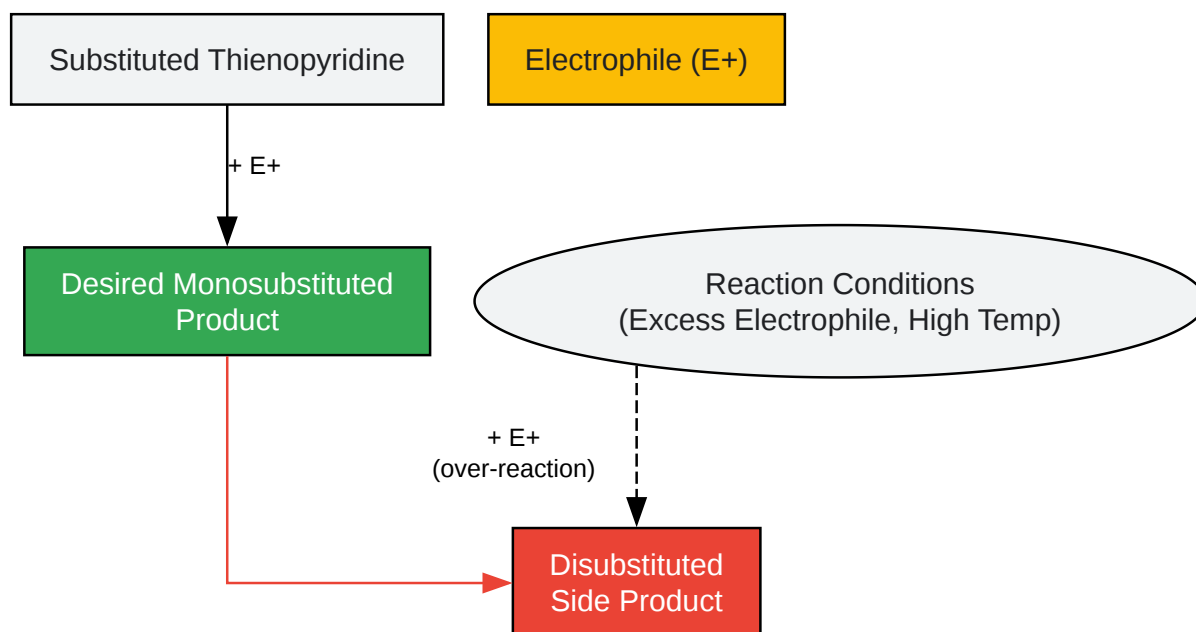 Substituted Thienopyridine
Electrophile (E+)
+ E+
Desired Monosubstituted
Product
Reaction Conditions
(Excess Electrophile, High Temp)
+ E+
(over-reaction)
Disubstituted
Side Product